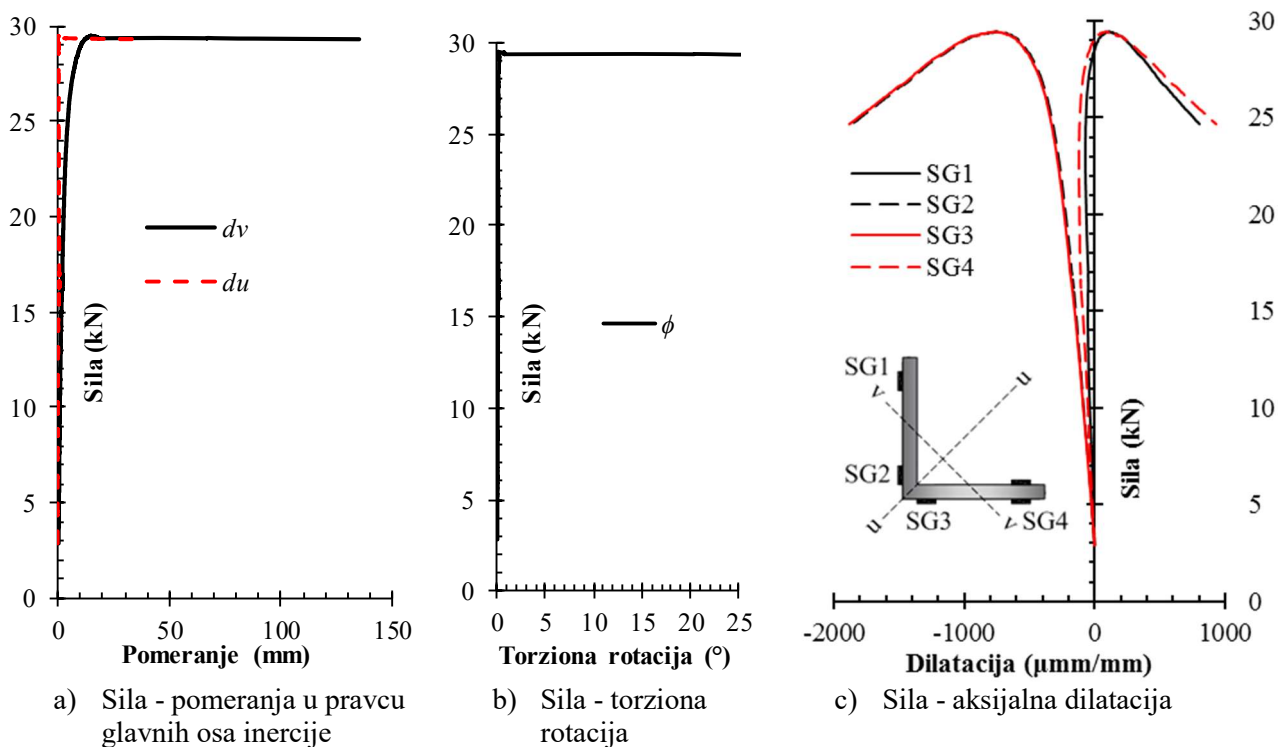 30
25
20
15
10
5
0
Sila (kN)
dv
du
0 50 100 150
Pomeranje (mm)
a) Sila - pomeranja u pravcu
glavnih osa inercije
30
25
20
15
10
5
0
Sila (kN)
ϕ
0 5 10 15 20 25
Torziona rotacija (°)
b) Sila - torziona
rotacija
30
25
20
15
10
5
0
SG1
SG2
SG3
SG4
SG1
v
u
SG2
u
SG3
v
SG4
Sila (kN)
-2000 -1000 0 1000
Dilatacija (µmm/mm)
c) Sila - aksijalna dilatacija